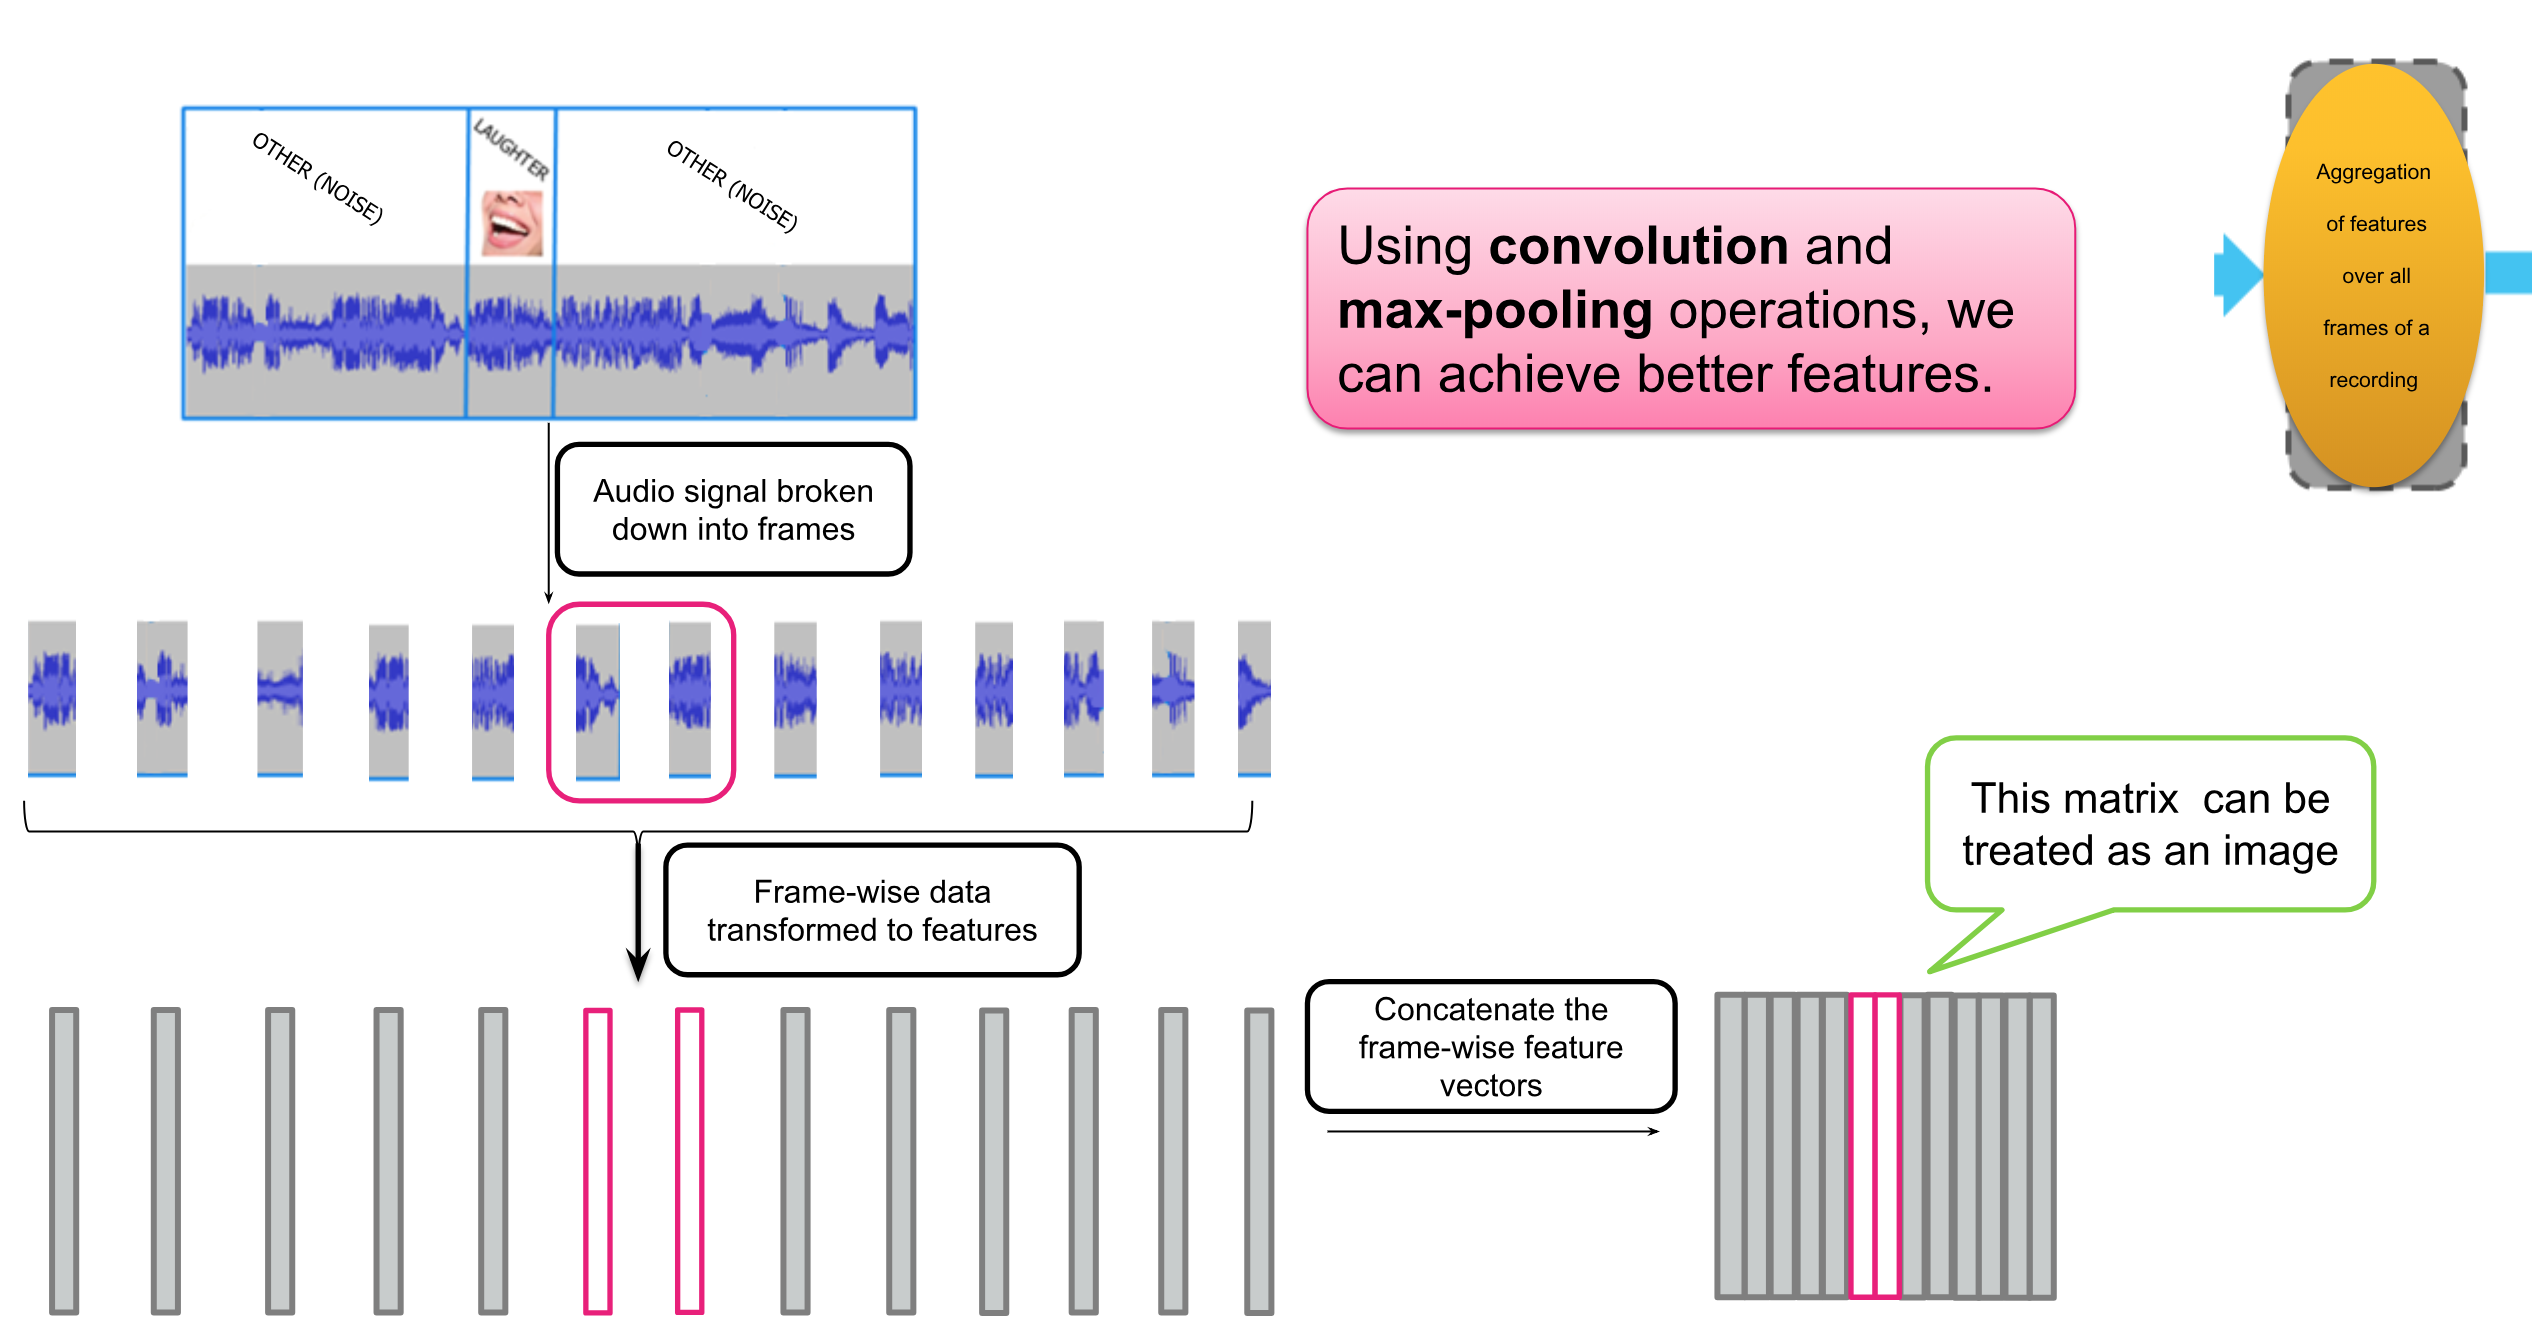 OTHER (NOISE)
LAUGHTER
OTHER (NOISE)
Using convolution and
max-pooling operations, we
can achieve better features.
Aggregation
of features
over all
frames of a
recording
Audio signal broken
down into frames
This matrix can be
treated as an image
Frame-wise data
transformed to features
Concatenate the
frame-wise feature
vectors